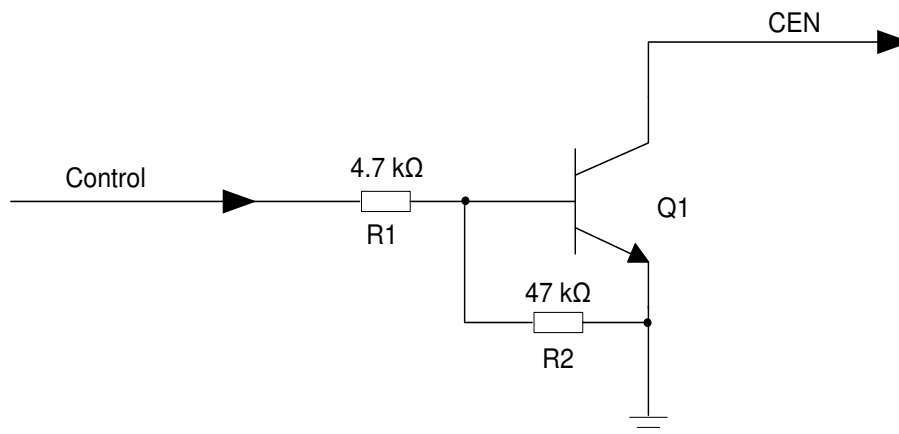 CEN
Control
4.7 kΩ
R1
Q1
47 kΩ
R2